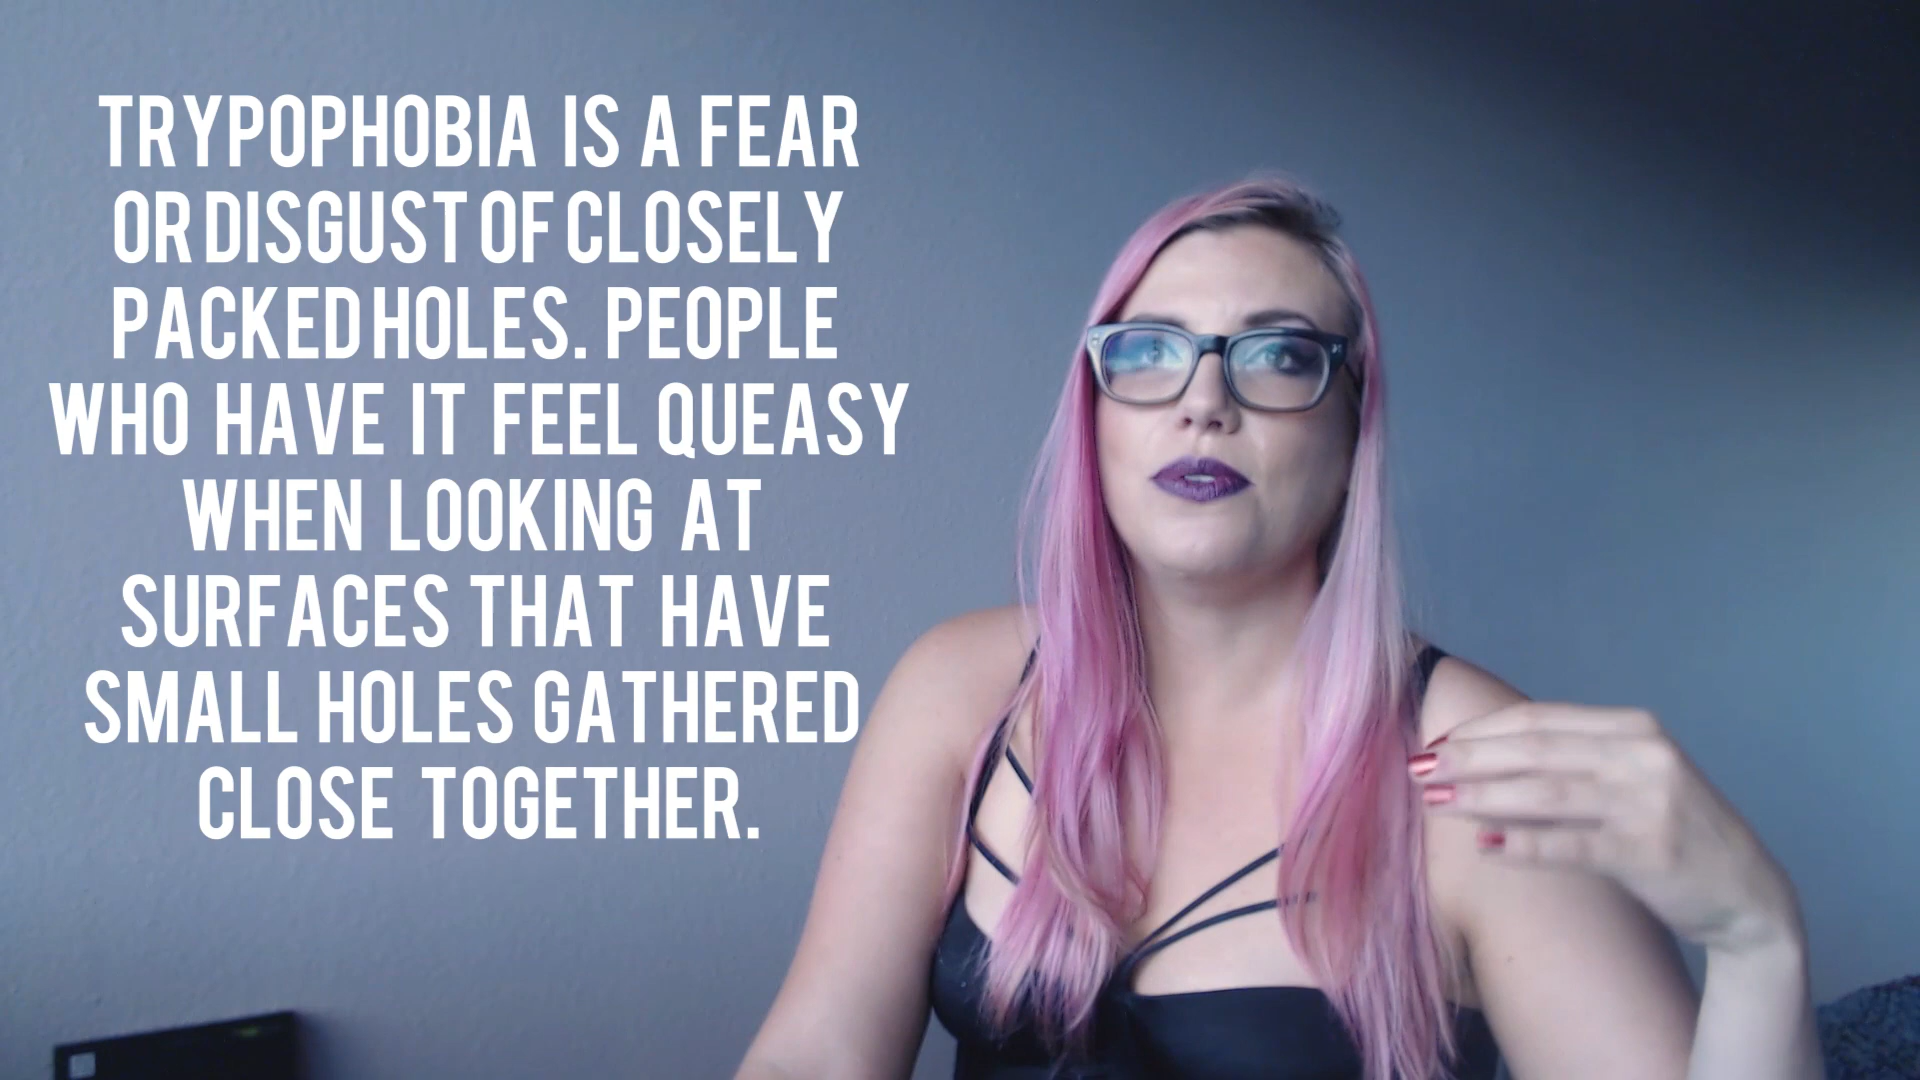 TRYPOPHOBIA IS A FEAR
OR DISGUST OF CLOSELY
PACKED HOLES. PEOPLE
WHO HAVE IT FEEL QUEASY
WHEN LOOKING AT
SURFACES THAT HAVE
SMALL HOLES GATHERED
CLOSE TOGETHER.